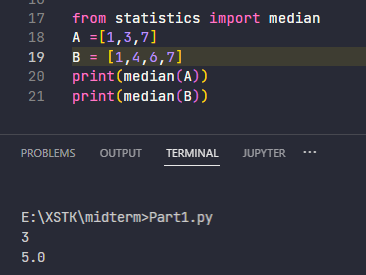 17 from statistics import median
18 A =[1,3,7]
19 B = [1,4,6,7]
20 print(median(A))
21 print(median(B))
PROBLEMS OUTPUT TERMINAL JUPYTER ...
E:\XSTK\midterm>Part1.py
3
5.0